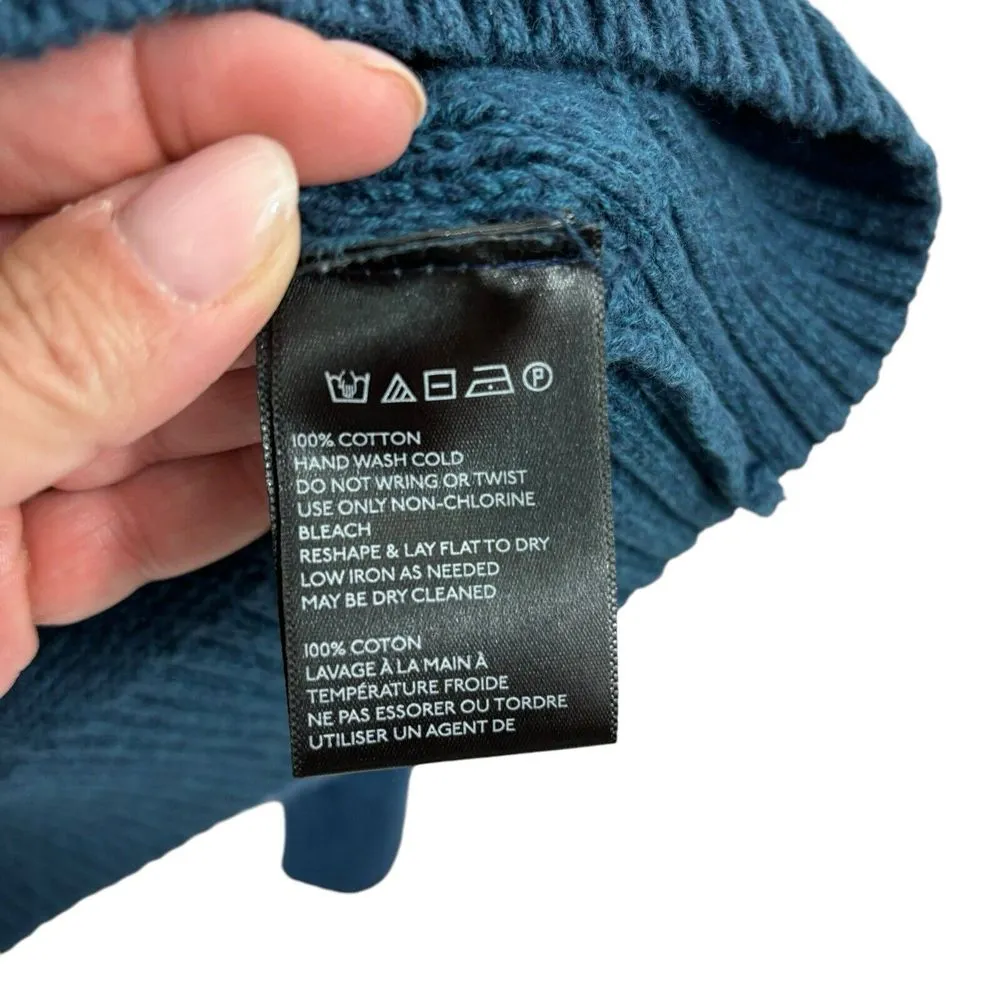 P
100% COTTON
HAND WASH COLD
DO NOT WRING OR TWIST
USE ONLY NON-CHLORINE
BLEACH
RESHAPE & LAY FLAT TO DRY
LOW IRON AS NEEDED
MAY BE DRY CLEANED
100% COTON
LAVAGE À LA MAIN À
TEMPÉRATURE FROIDE
NE PAS ESSORER OU TORDRE
UTILISER UN AGENT DE